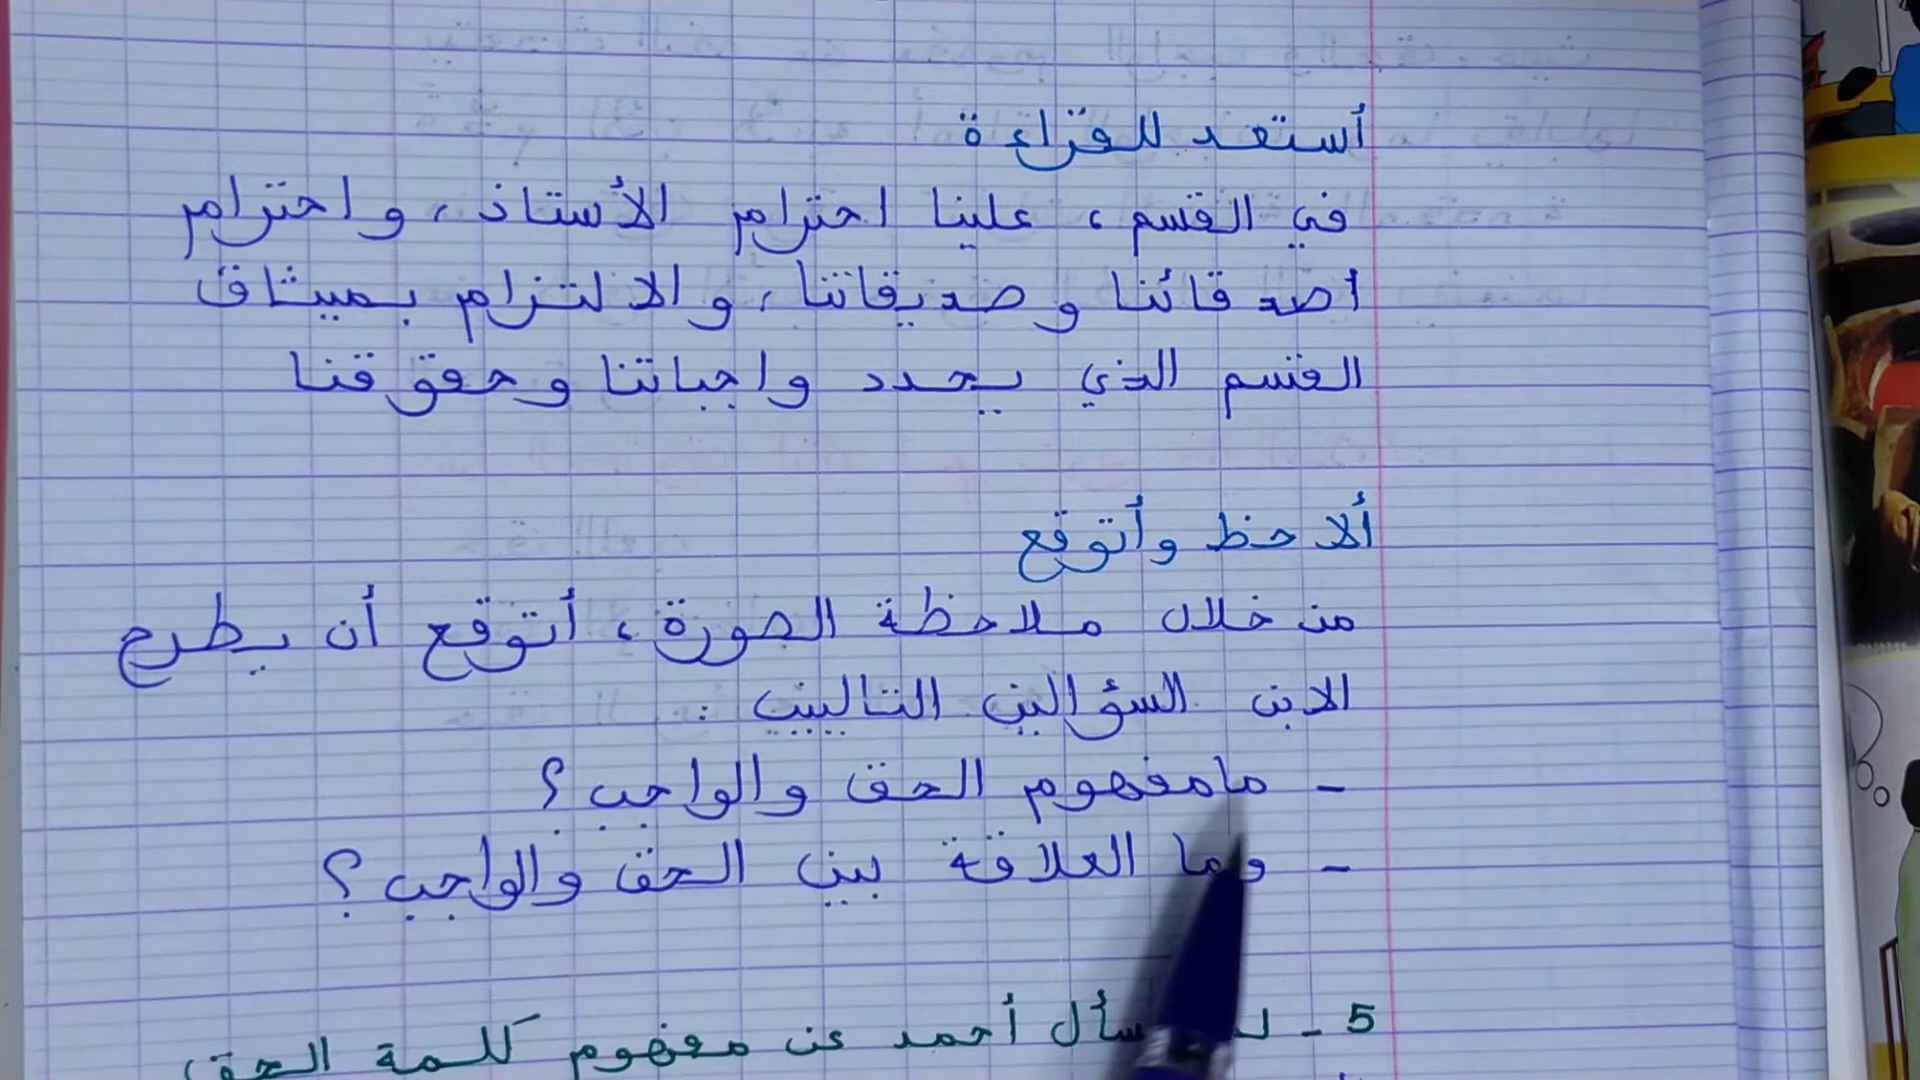 أستعد للقراءة
في القسم، علينا احترام الأستاذ، واحترام
أصدقائنا وصديقاتنا، والالتزام بميثاق
القسم الذي يحدد واجباتنا وحقوقنا
ألاحظ وأتوقع
من خلال ملاحظة الصورة، أتوقع أن يطرح
الابن السؤالين التاليين :
- ما مفهوم الحق والواجب ؟
- وما العلاقة بين الحق والواجب ؟
5 - سأل أحمد عن مفهوم كلمة الحق